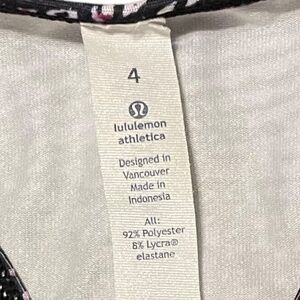 4
lululemon
athletica
Designed in
Vancouver
Made in
Indonesia
All:
92% Polyester
8% Lycra®
elastane